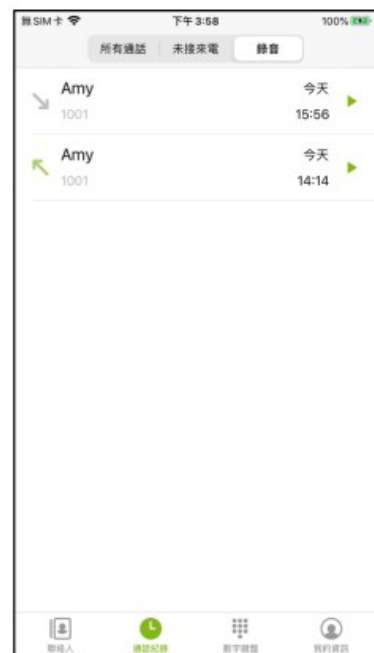 無SIM卡 下午3:58 100%
所有通話 未接來電 錄音
Amy 今天
1001 15:56
Amy 今天
1001 14:14
聯絡人 通話紀錄 數字鍵盤 我的資訊